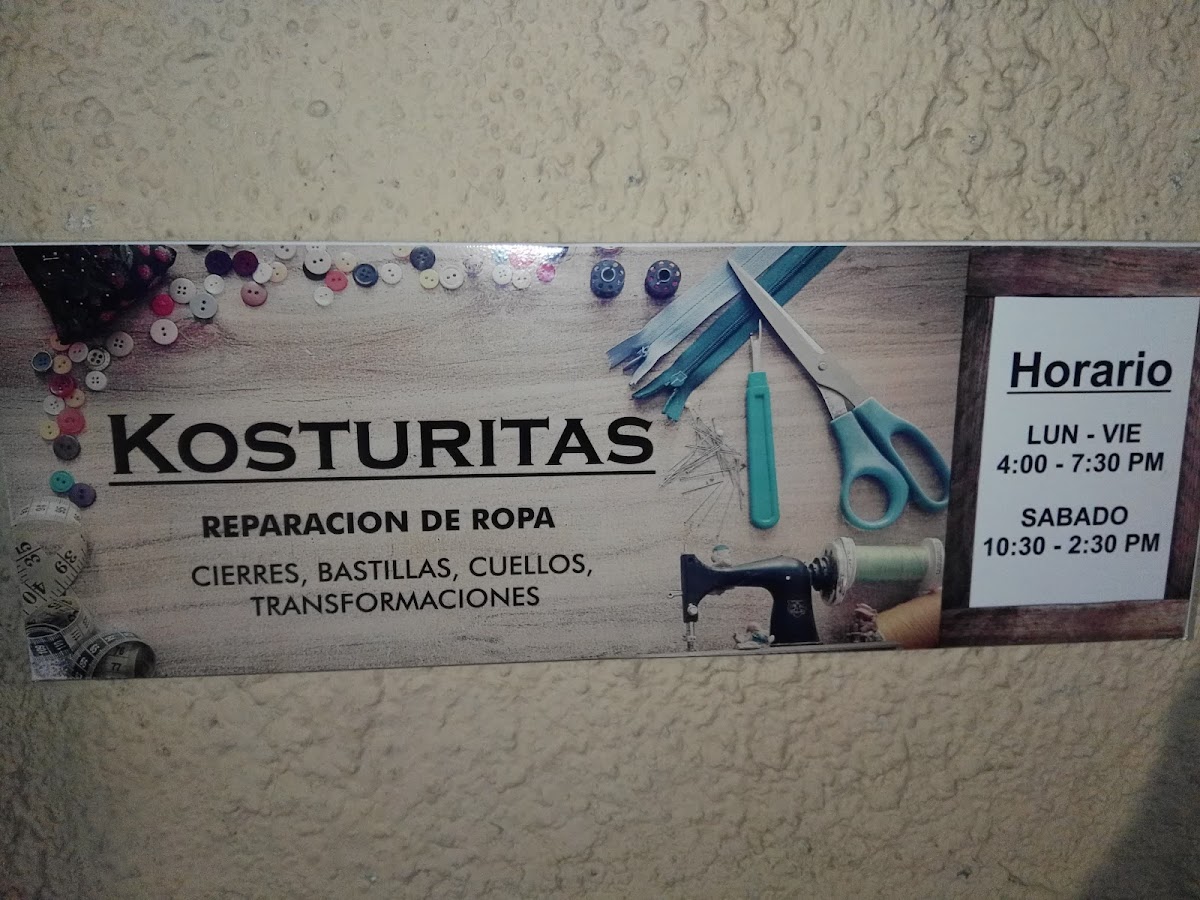 KOSTURITAS
REPARACION DE ROPA
CIERRES, BASTILLAS, CUELLOS,
TRANSFORMACIONES
Horario
LUN - VIE
4:00 - 7:30 PM
SABADO
10:30 - 2:30 PM